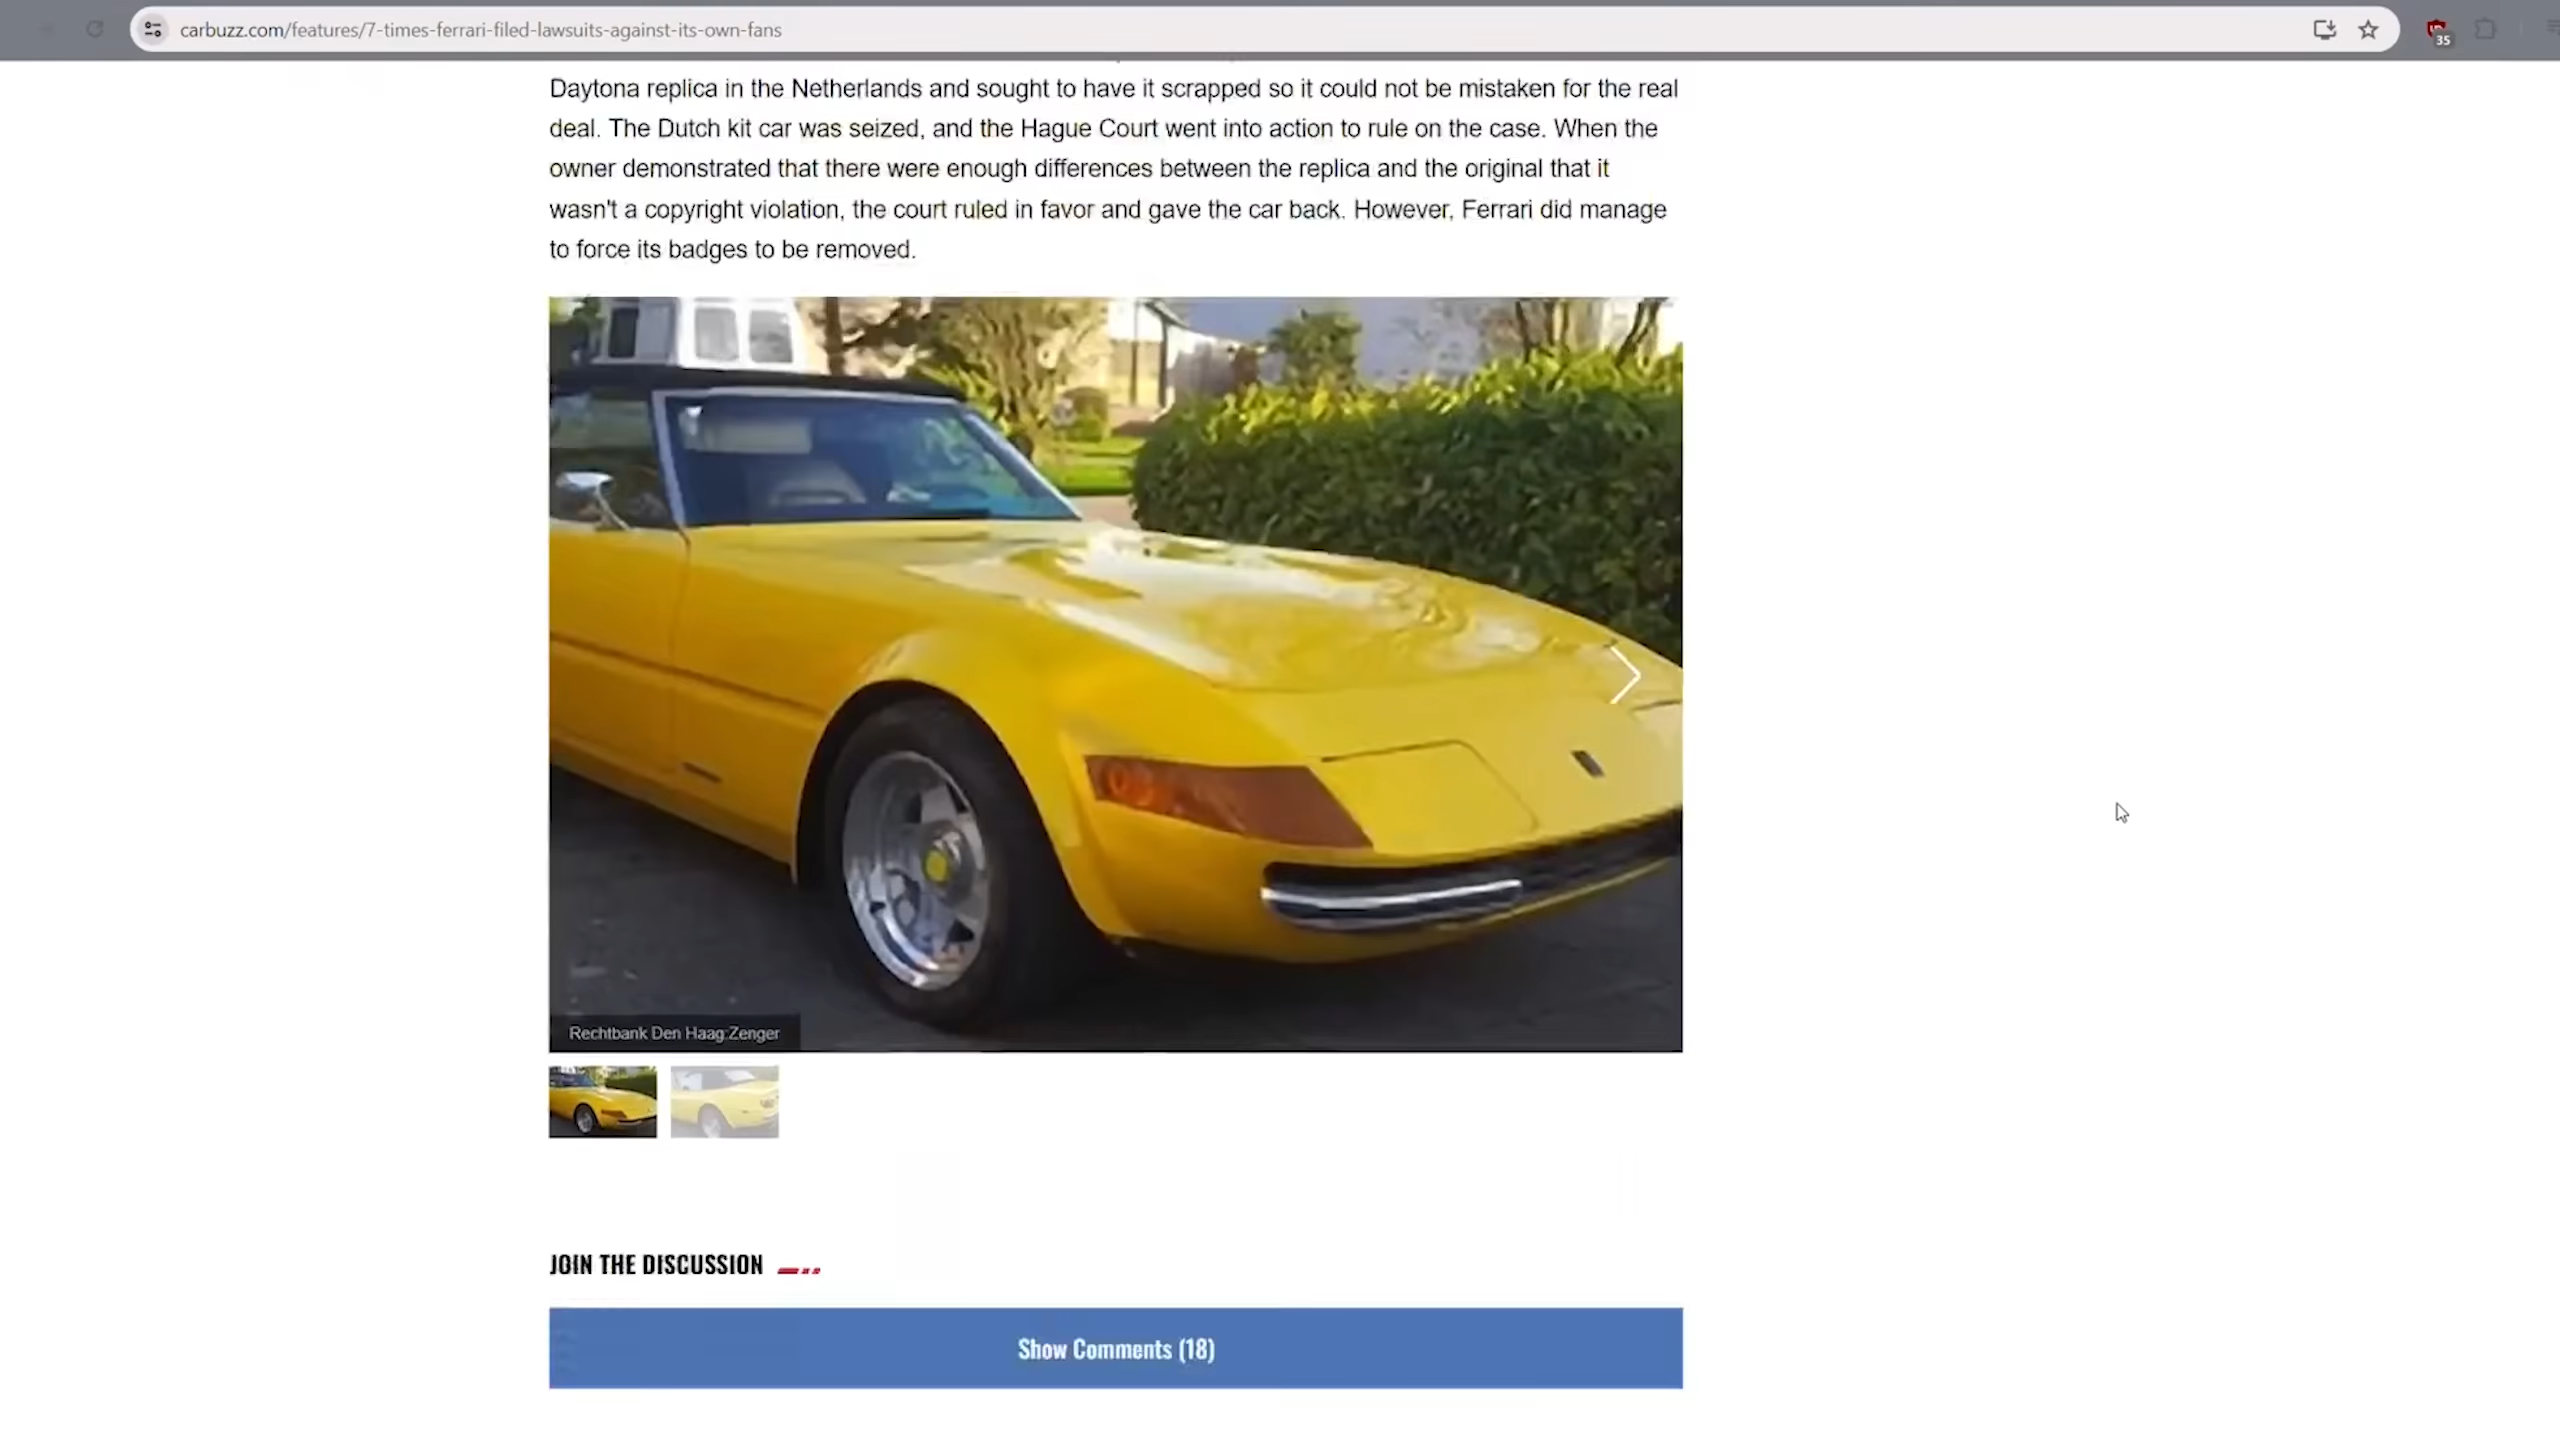 carbuzz.com/features/7-times-ferrari-filed-lawsuits-against-its-own-fans
35
Daytona replica in the Netherlands and sought to have it scrapped so it could not be mistaken for the real
deal. The Dutch kit car was seized, and the Hague Court went into action to rule on the case. When the
owner demonstrated that there were enough differences between the replica and the original that it
wasn't a copyright violation, the court ruled in favor and gave the car back. However, Ferrari did manage
to force its badges to be removed.
Rechtbank Den Haag:Zenger
JOIN THE DISCUSSION
Show Comments (18)